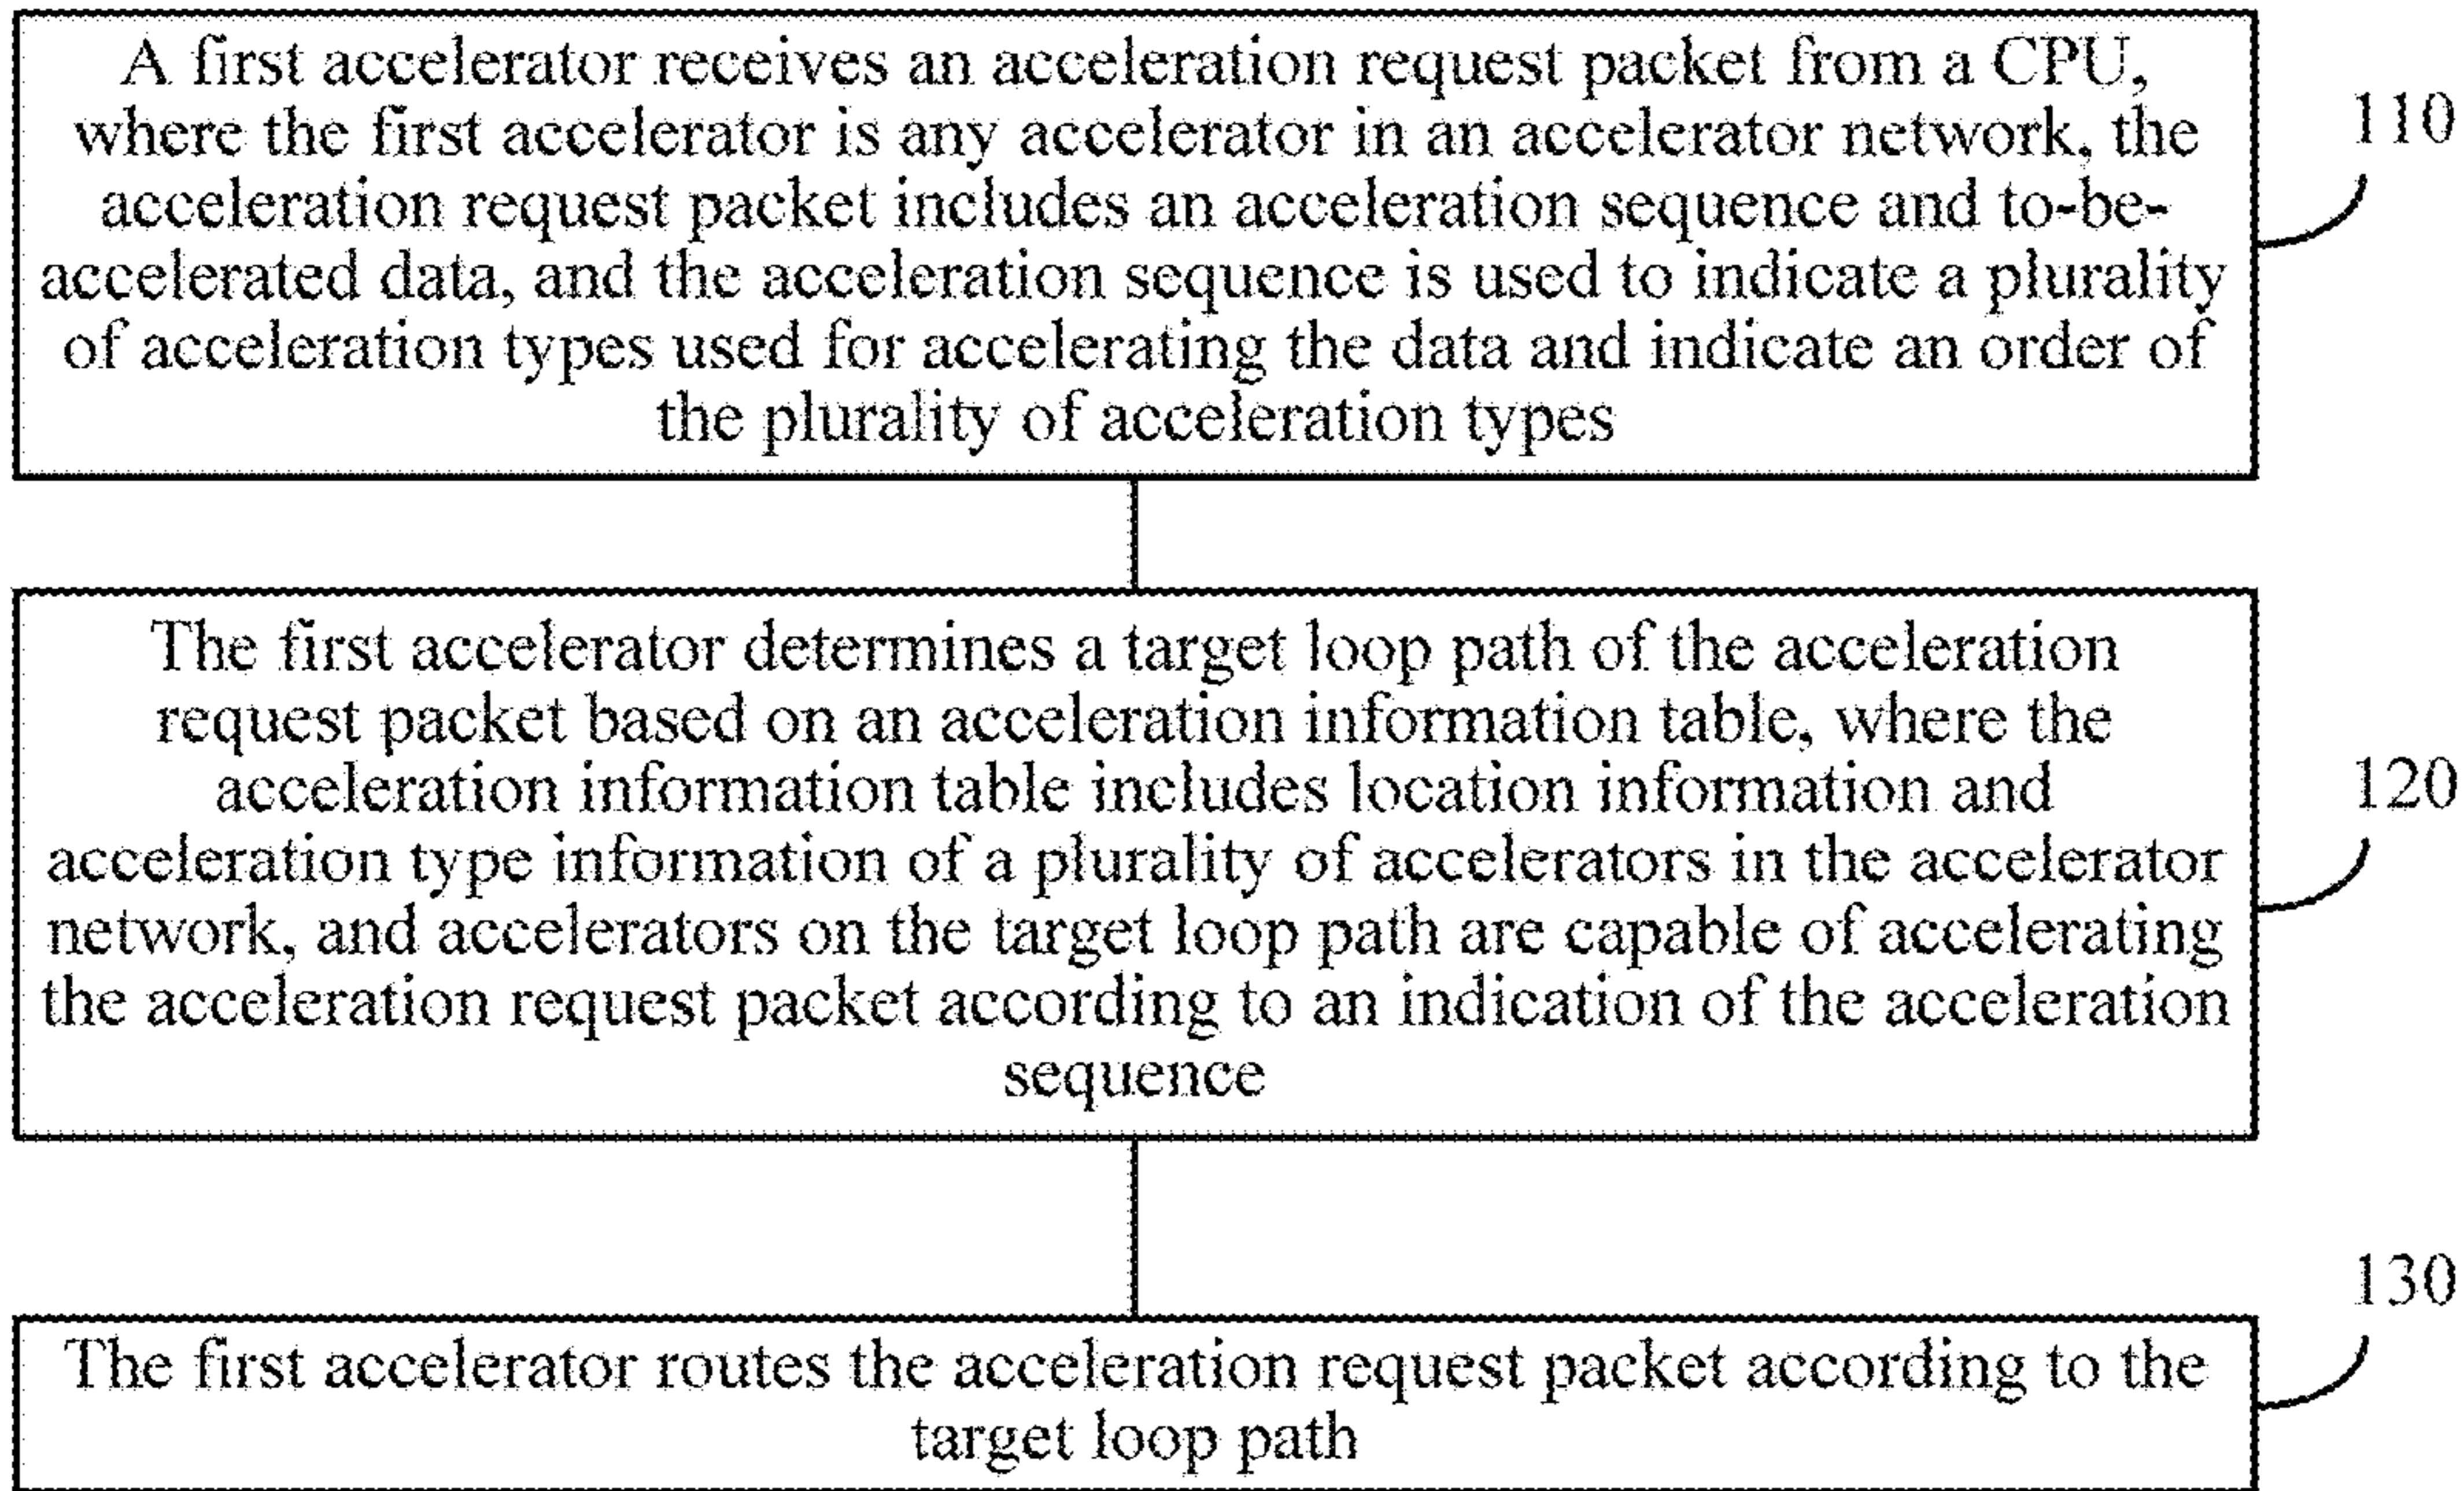 A first accelerator receives an acceleration request packet from a CPU,
where the first accelerator is any accelerator in an accelerator network, the
acceleration request packet includes an acceleration sequence and to-be-
accelerated data, and the acceleration sequence is used to indicate a plurality
of acceleration types used for accelerating the data and indicate an order of
the plurality of acceleration types
110
The first accelerator determines a target loop path of the acceleration
request packet based on an acceleration information table, where the
acceleration information table includes location information and
acceleration type information of a plurality of accelerators in the accelerator
network, and accelerators on the target loop path are capable of accelerating
the acceleration request packet according to an indication of the acceleration
sequence
120
The first accelerator routes the acceleration request packet according to the
target loop path
130